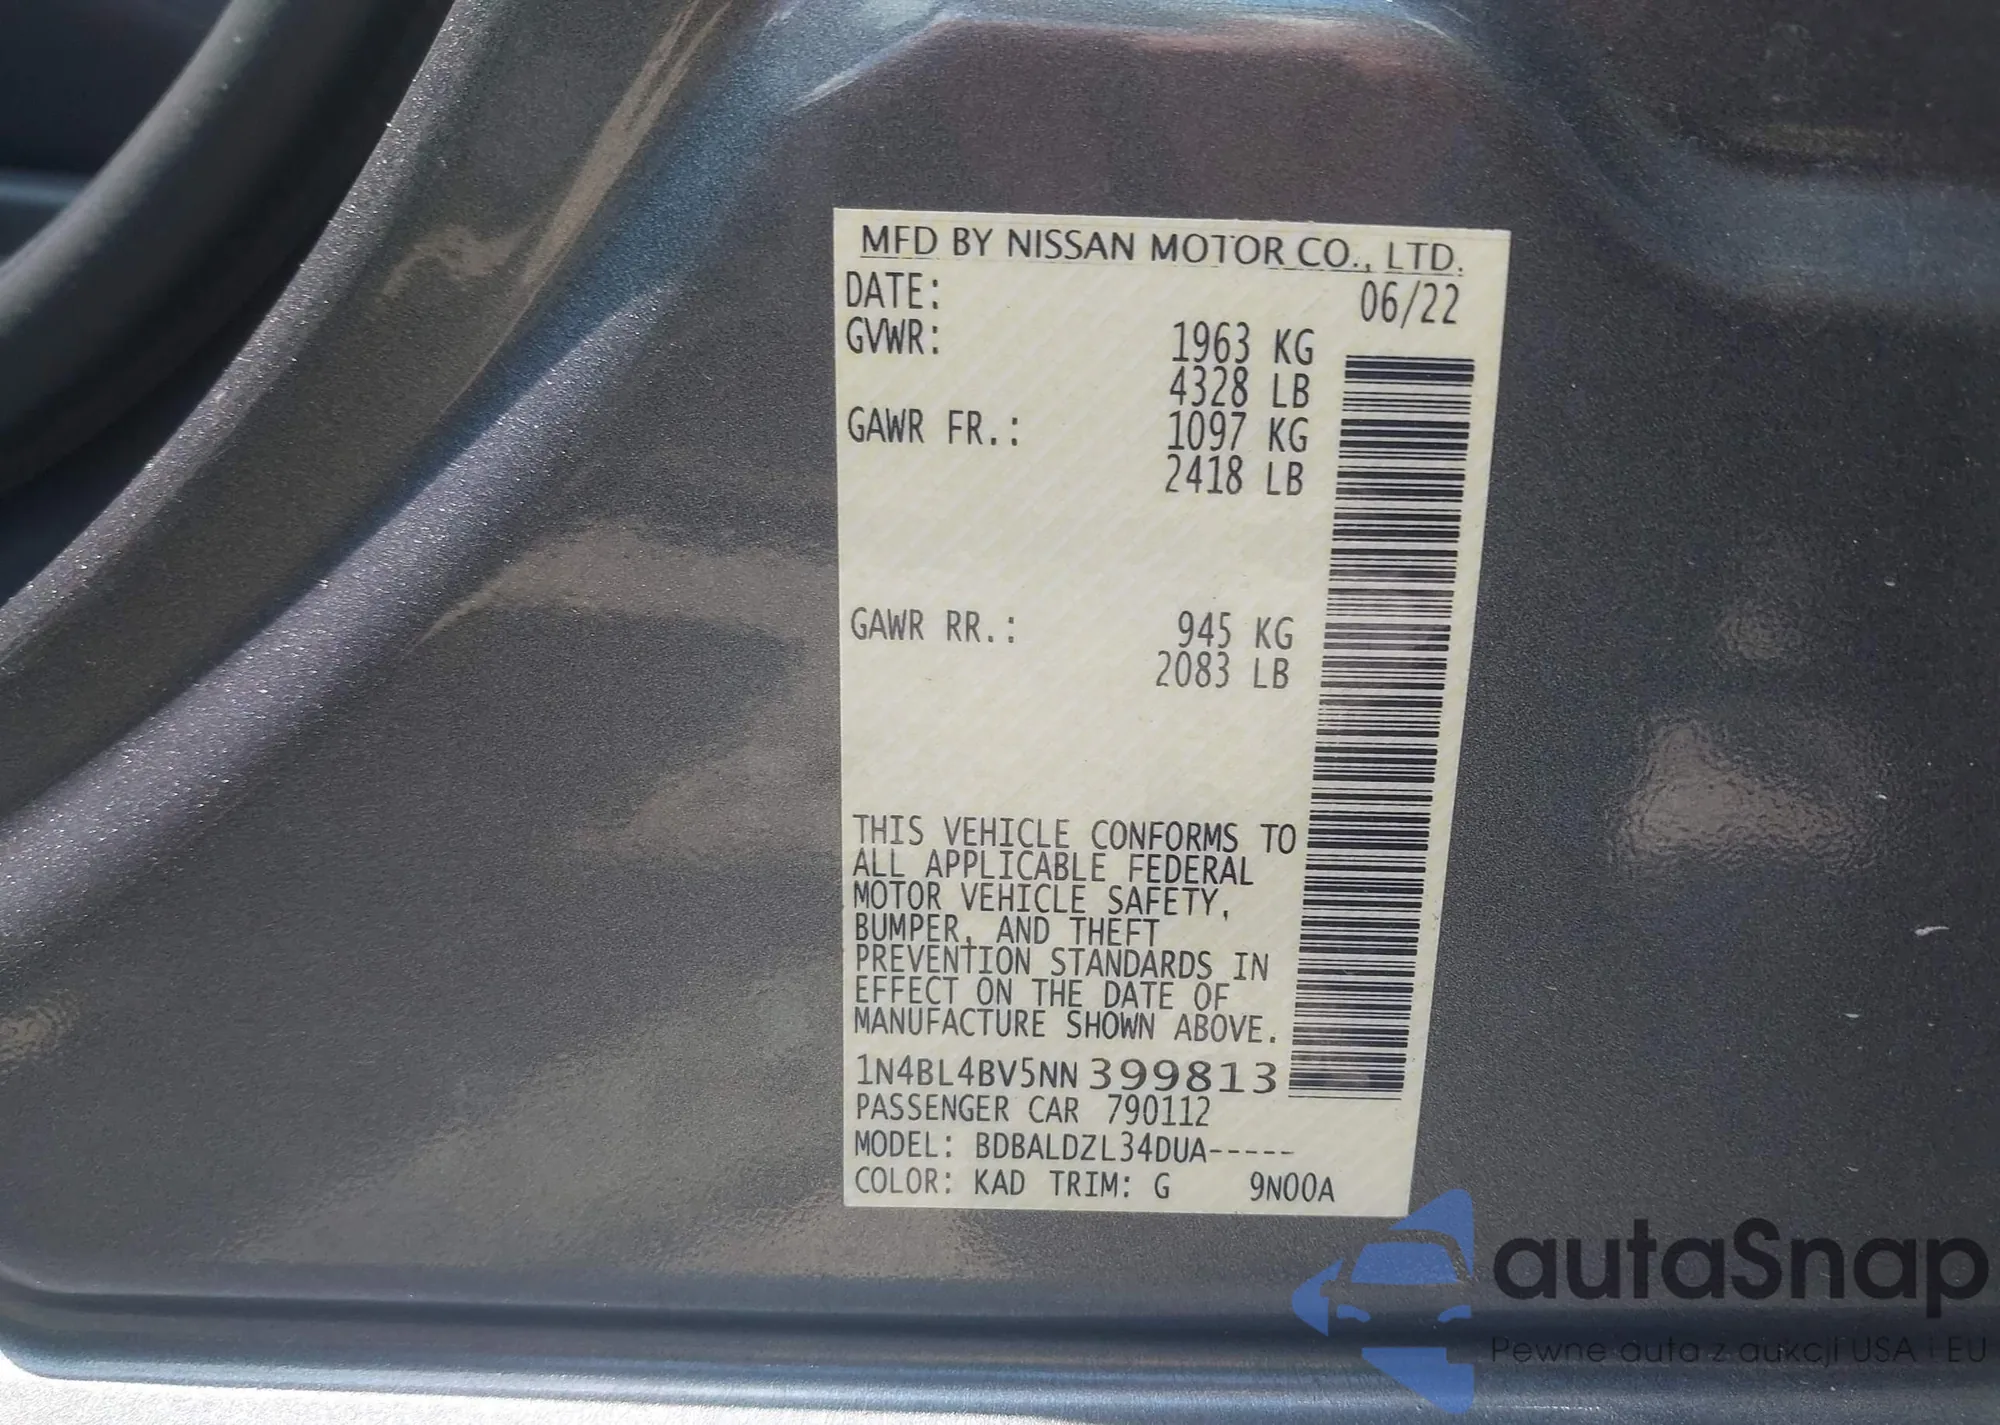 MFD BY NISSAN MOTOR CO., LTD.
DATE: 06/22
GVWR: 1963 KG
4328 LB
GAWR FR.: 1097 KG
2418 LB
GAWR RR.: 945 KG
2083 LB
THIS VEHICLE CONFORMS TO
ALL APPLICABLE FEDERAL
MOTOR VEHICLE SAFETY,
BUMPER, AND THEFT
PREVENTION STANDARDS IN
EFFECT ON THE DATE OF
MANUFACTURE SHOWN ABOVE.
1N4BL4BV5NN399813
PASSENGER CAR 790112
MODEL: BDBALDZL34DUA-----
COLOR: KAD TRIM: G 9N00A
autaSnap
Pewne auta z aukcji USA i EU